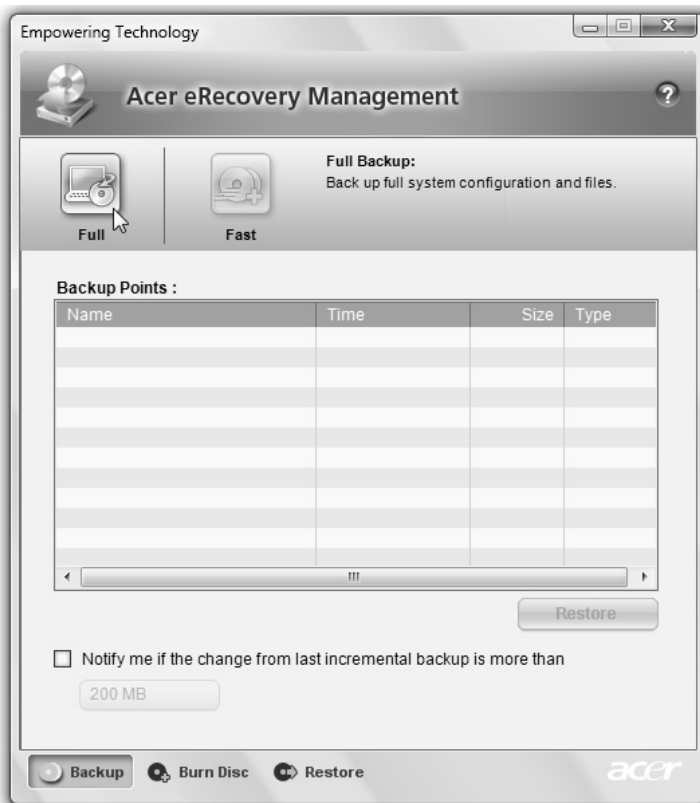 Empowering Technology
Acer eRecovery Management
?
Full
Fast
Full Backup:
Back up full system configuration and files.
Backup Points :
Name Time Size Type
Restore
Notify me if the change from last incremental backup is more than
200 MB
Backup Burn Disc Restore
acer